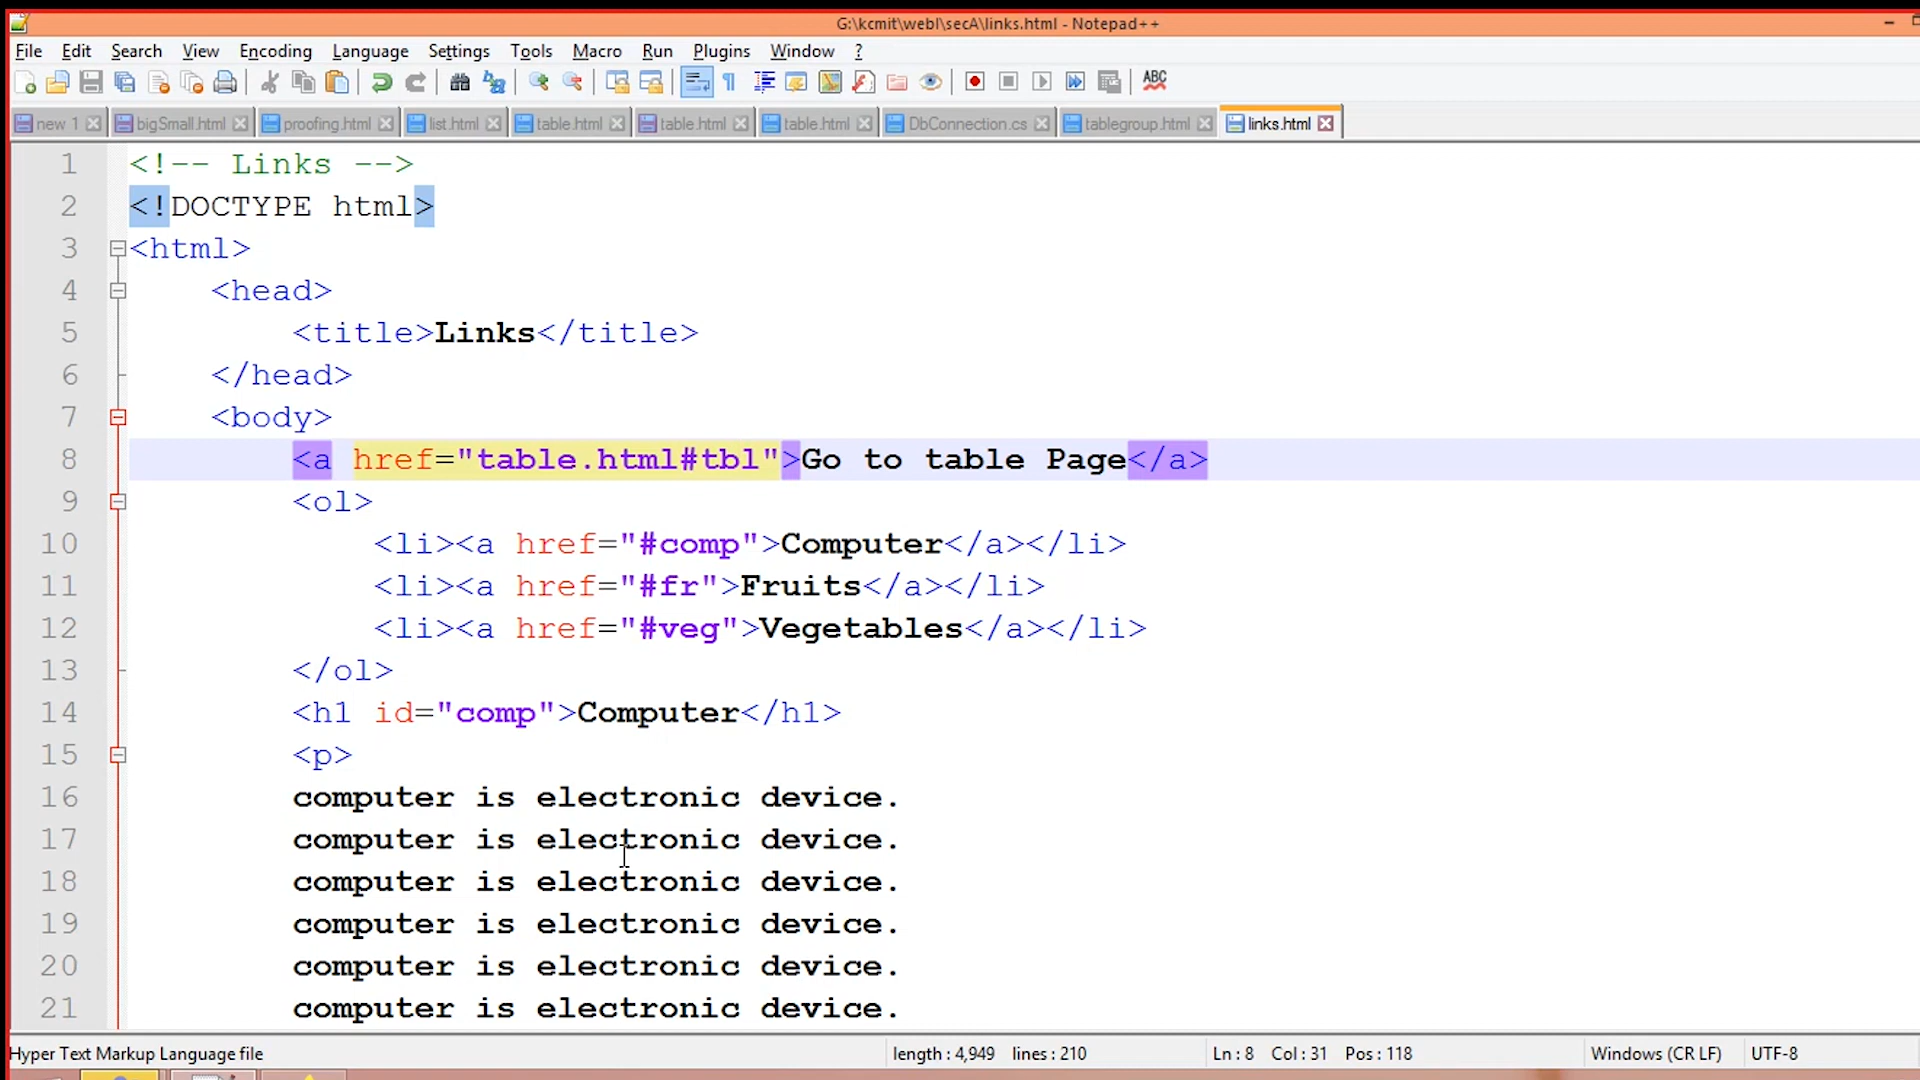 G:\kcmit\webI\secA\links.html - Notepad++
File Edit Search View Encoding Language Settings Tools Macro Run Plugins Window ?
ABC
new 1 bigSmall.html proofing.html list.html table.html table.html table.html DbConnection.cs tablegroup.html links.html
1 <!-- Links -->
2 <!DOCTYPE html>
3 <html>
4 <head>
5 <title>Links</title>
6 </head>
7 <body>
8 <a href="table.html#tbl">Go to table Page</a>
9 <ol>
10 <li><a href="#comp">Computer</a></li>
11 <li><a href="#fr">Fruits</a></li>
12 <li><a href="#veg">Vegetables</a></li>
13 </ol>
14 <h1 id="comp">Computer</h1>
15 <p>
16 computer is electronic device.
17 computer is electronic device.
18 computer is electronic device.
19 computer is electronic device.
20 computer is electronic device.
21 computer is electronic device.
Hyper Text Markup Language file length : 4,949 lines : 210 Ln : 8 Col : 31 Pos : 118 Windows (CR LF) UTF-8